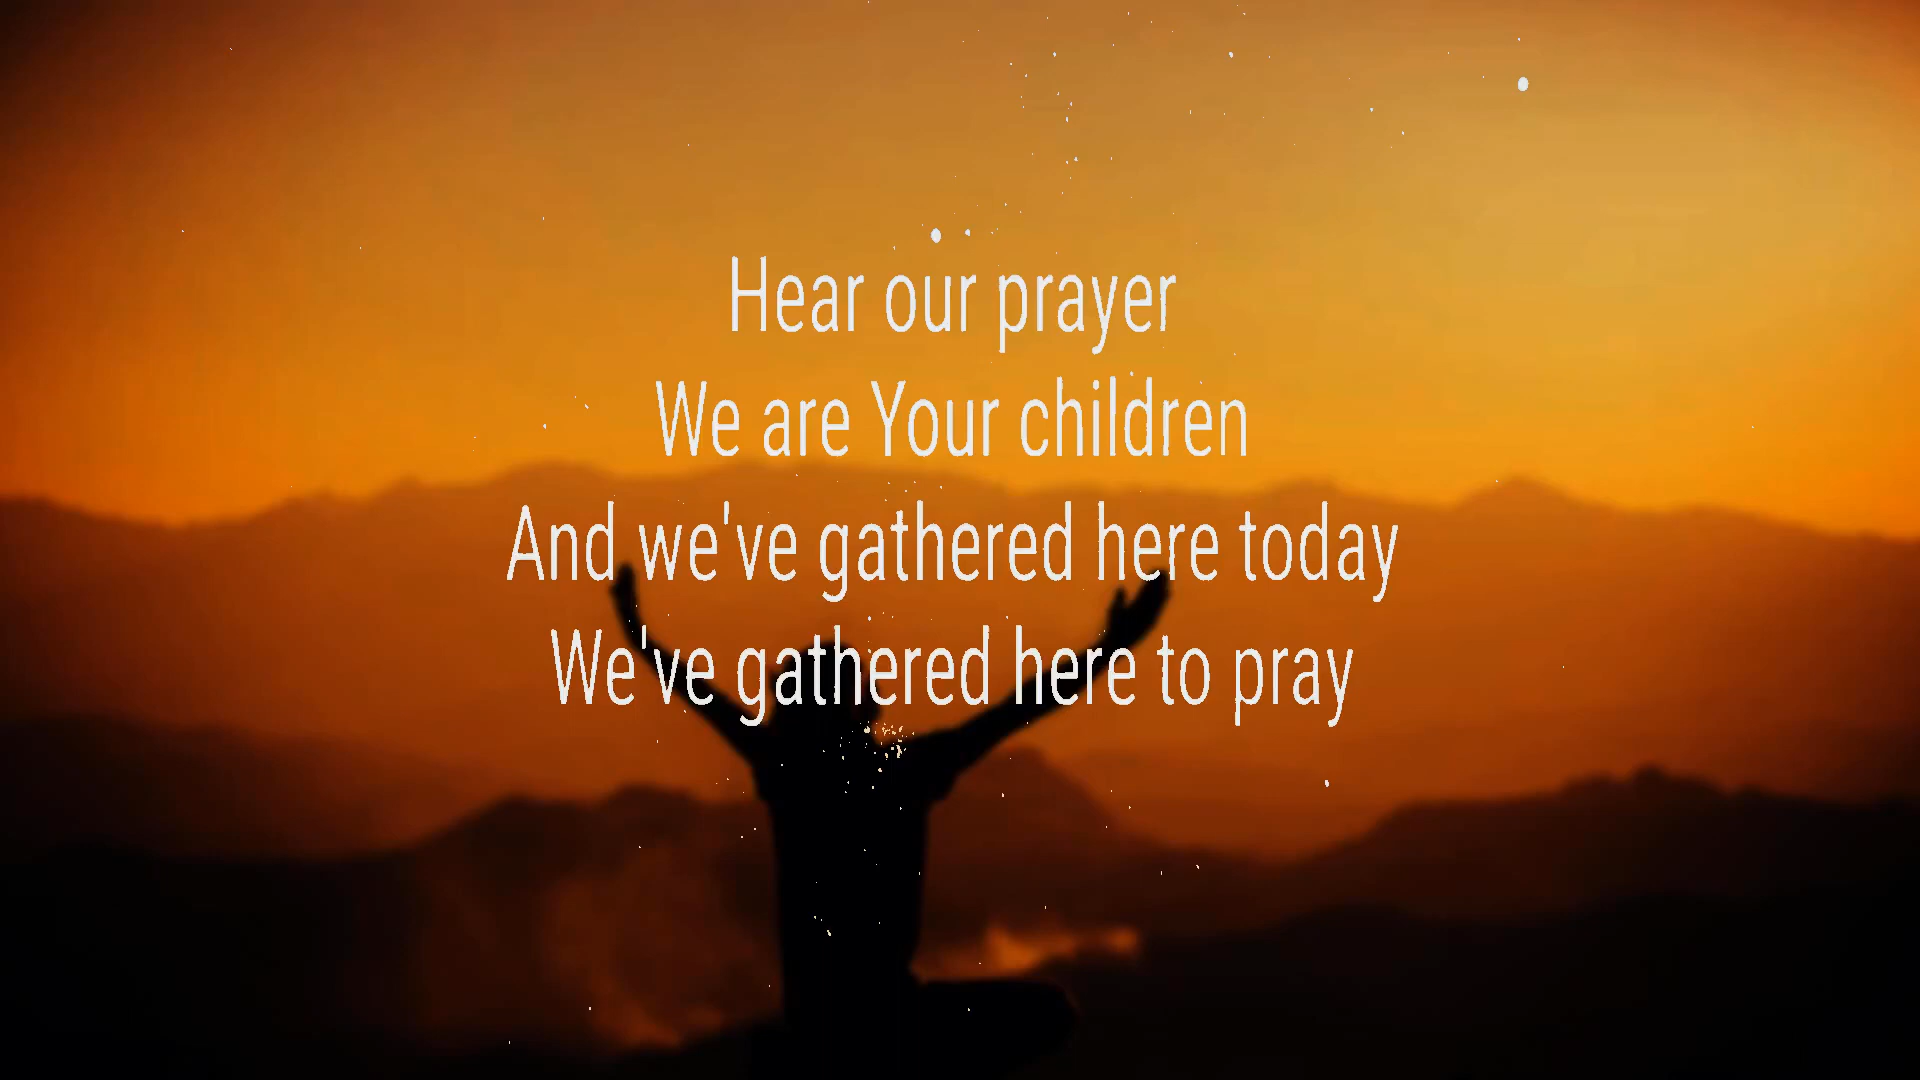 Hear our prayer
We are Your children
And we've gathered here today
We've gathered here to pray